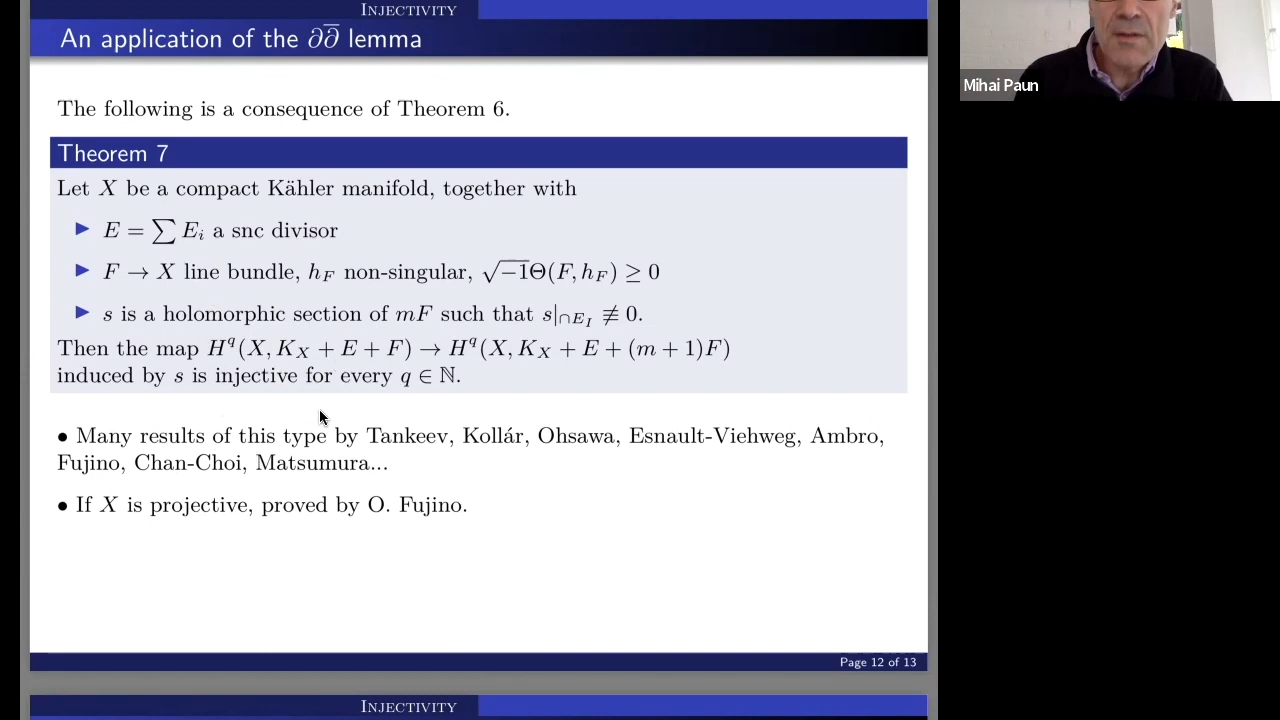 INJECTIVITY
An application of the ∂∂̅ lemma
The following is a consequence of Theorem 6.
Theorem 7
Let X be a compact Kähler manifold, together with
▶ E = ∑ Eᵢ a snc divisor
▶ F → X line bundle, h_F non-singular, √−1Θ(F, h_F) ≥ 0
▶ s is a holomorphic section of mF such that s|_{∩E_I} ≢ 0.
Then the map H^q(X, K_X + E + F) → H^q(X, K_X + E + (m + 1)F)
induced by s is injective for every q ∈ ℕ.
• Many results of this type by Tankeev, Kollár, Ohsawa, Esnault-Viehweg, Ambro,
Fujino, Chan-Choi, Matsumura...
• If X is projective, proved by O. Fujino.
Page 12 of 13
INJECTIVITY
Mihai Paun